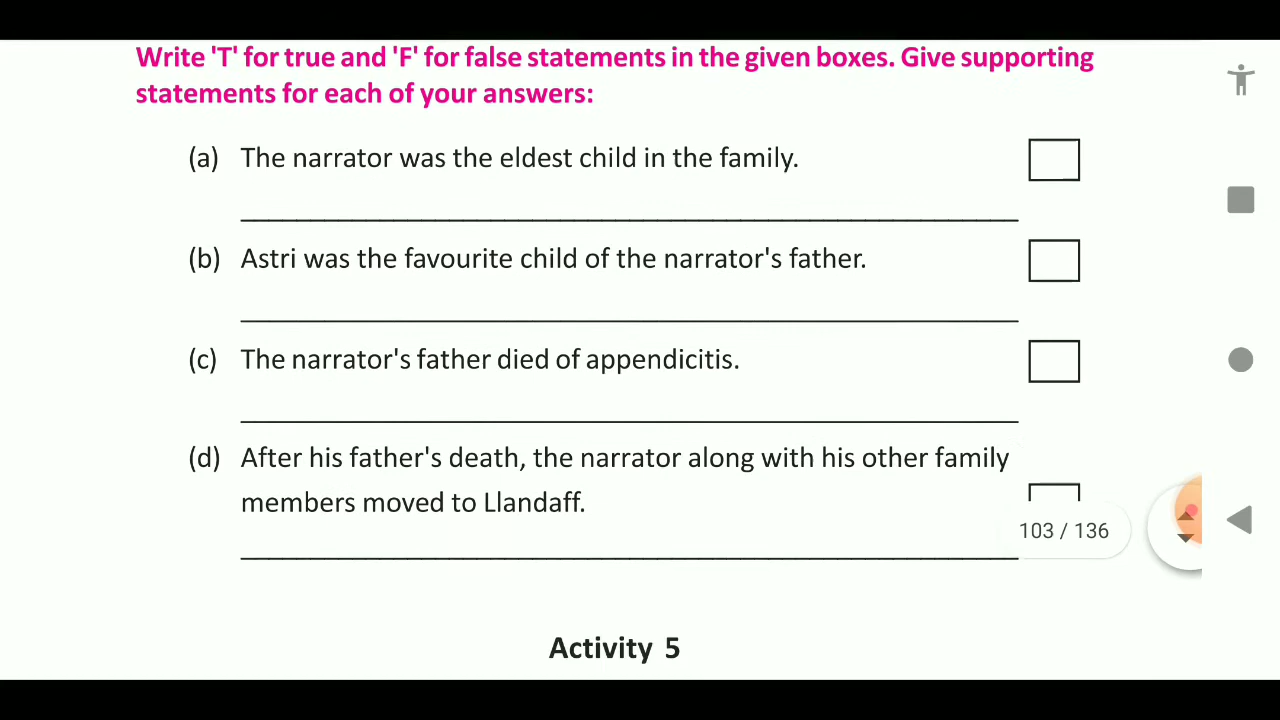 Write 'T' for true and 'F' for false statements in the given boxes. Give supporting
statements for each of your answers:
(a) The narrator was the eldest child in the family.
(b) Astri was the favourite child of the narrator's father.
(c) The narrator's father died of appendicitis.
(d) After his father's death, the narrator along with his other family
members moved to Llandaff.
103 / 136
Activity 5